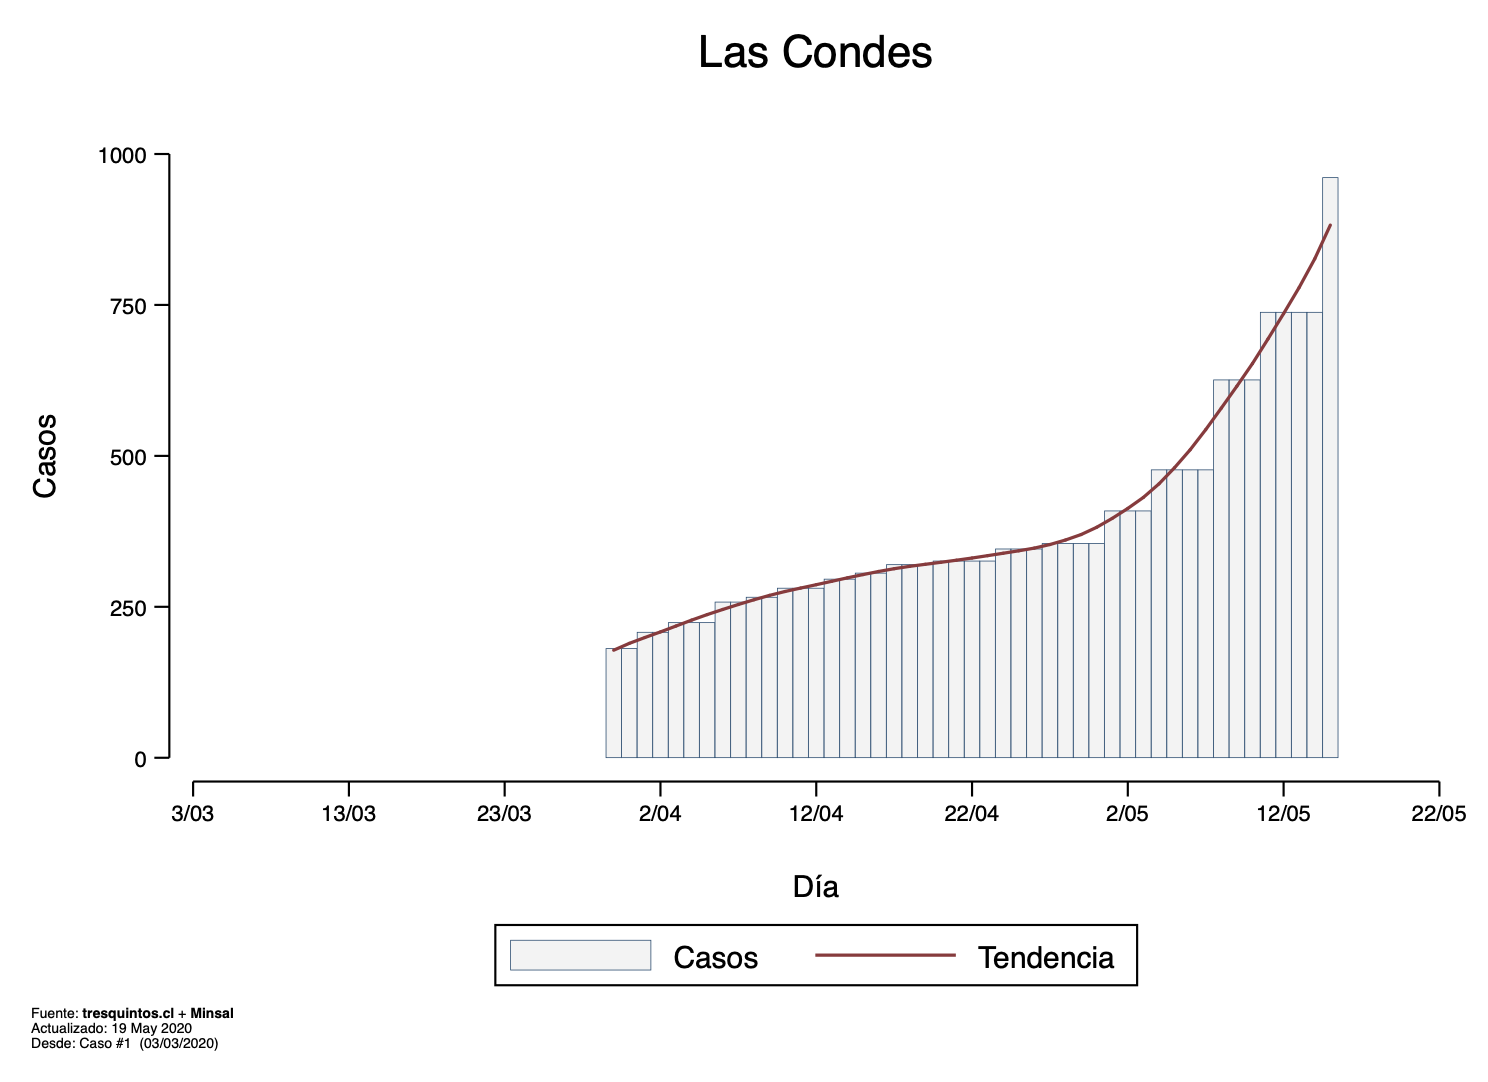 Las Condes
1000
750
500
250
0
Casos
3/03 13/03 23/03 2/04 12/04 22/04 2/05 12/05 22/05
Día
Casos Tendencia
Fuente: tresquintos.cl + Minsal
Actualizado: 19 May 2020
Desde: Caso #1 (03/03/2020)